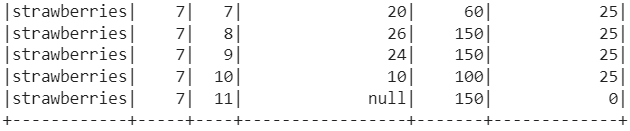 |strawberries|    7|   7|               20|     60|           25|
|strawberries|    7|   8|               26|    150|           25|
|strawberries|    7|   9|               24|    150|           25|
|strawberries|    7|  10|               10|    100|           25|
|strawberries|    7|  11|             null|    150|            0|
+------------+-----+----+-----------------+-------+-------------+